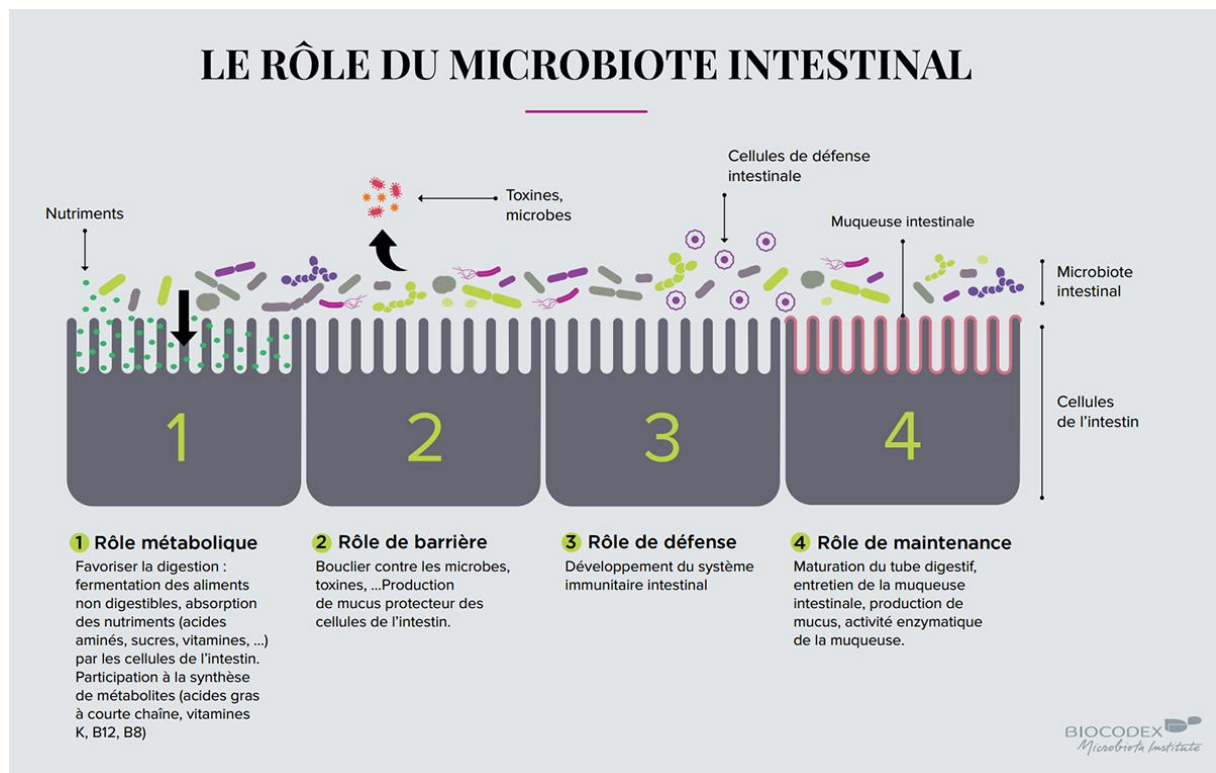 LE RÔLE DU MICROBIOTE INTESTINAL
Cellules de défense
intestinale
Toxines,
microbes
Nutriments
Muqueuse intestinale
Microbiote
intestinal
Cellules
de l'intestin
1
2
3
4
1 Rôle métabolique
Favoriser la digestion :
fermentation des aliments
non digestibles, absorption
des nutriments (acides
aminés, sucres, vitamines, ...)
par les cellules de l'intestin.
Participation à la synthèse
de métabolites (acides gras
à courte chaîne, vitamines
K, B12, B8)
2 Rôle de barrière
Bouclier contre les microbes,
toxines, ...Production
de mucus protecteur des
cellules de l'intestin.
3 Rôle de défense
Développement du système
immunitaire intestinal
4 Rôle de maintenance
Maturation du tube digestif,
entretien de la muqueuse
intestinale, production de
mucus, activité enzymatique
de la muqueuse.
BIOCODEX
Microbiota Institute